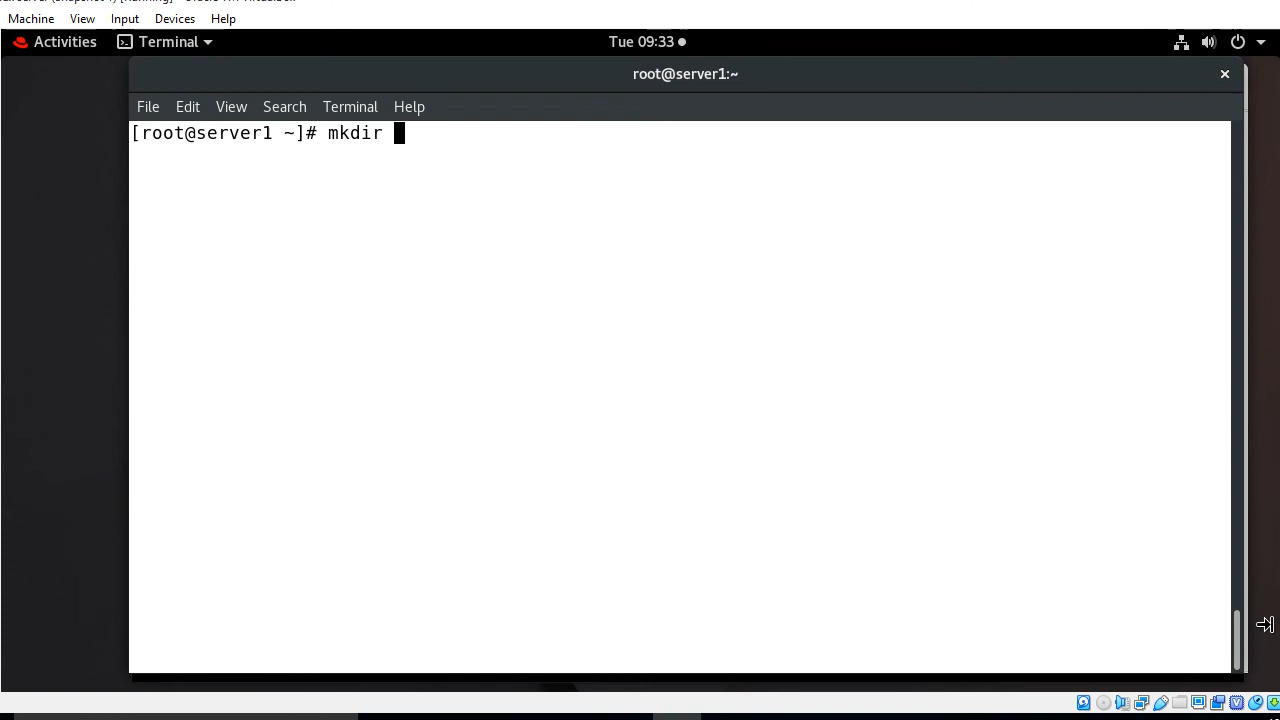 Machine View Input Devices Help
Activities Terminal Tue 09:33
root@server1:~
File Edit View Search Terminal Help
[root@server1 ~]# mkdir